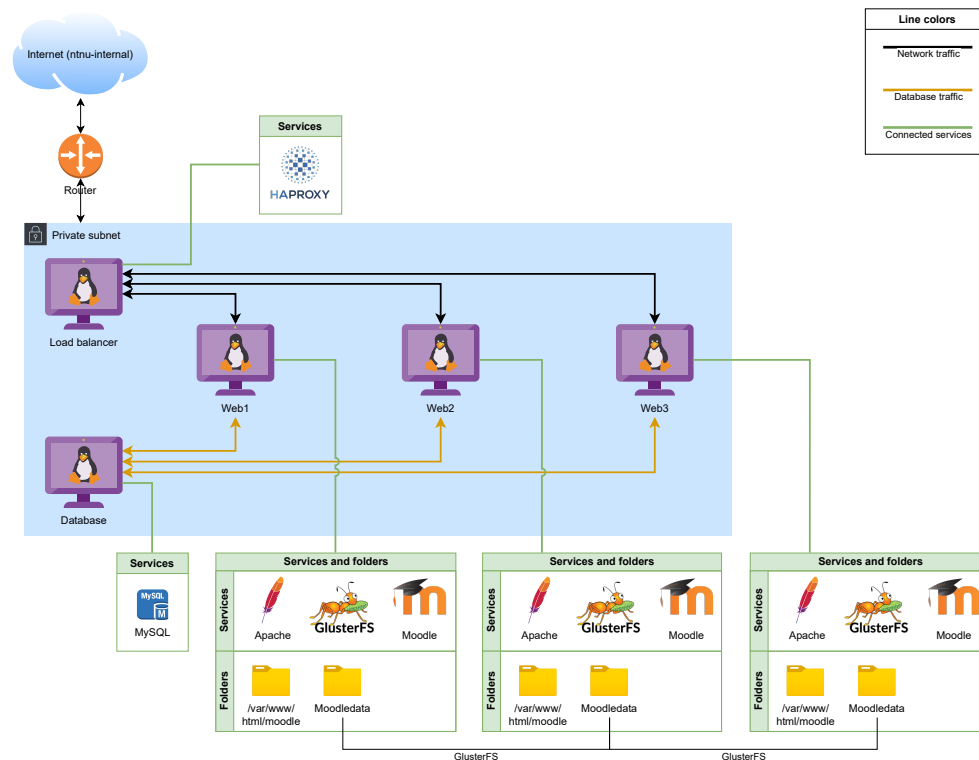 Internet (ntnu-internal)
Line colors
Network traffic
Database traffic
Connected services
Router
Services
HAPROXY
Private subnet
Load balancer
Web1
Web2
Web3
Database
Services
MySQL
MySQL
Services and folders
Services
Apache
GlusterFS
Moodle
Folders
/var/www/
html/moodle
Moodledata
Services and folders
Services
Apache
GlusterFS
Moodle
Folders
/var/www/
html/moodle
Moodledata
Services and folders
Services
Apache
GlusterFS
Moodle
Folders
/var/www/
html/moodle
Moodledata
GlusterFS
GlusterFS